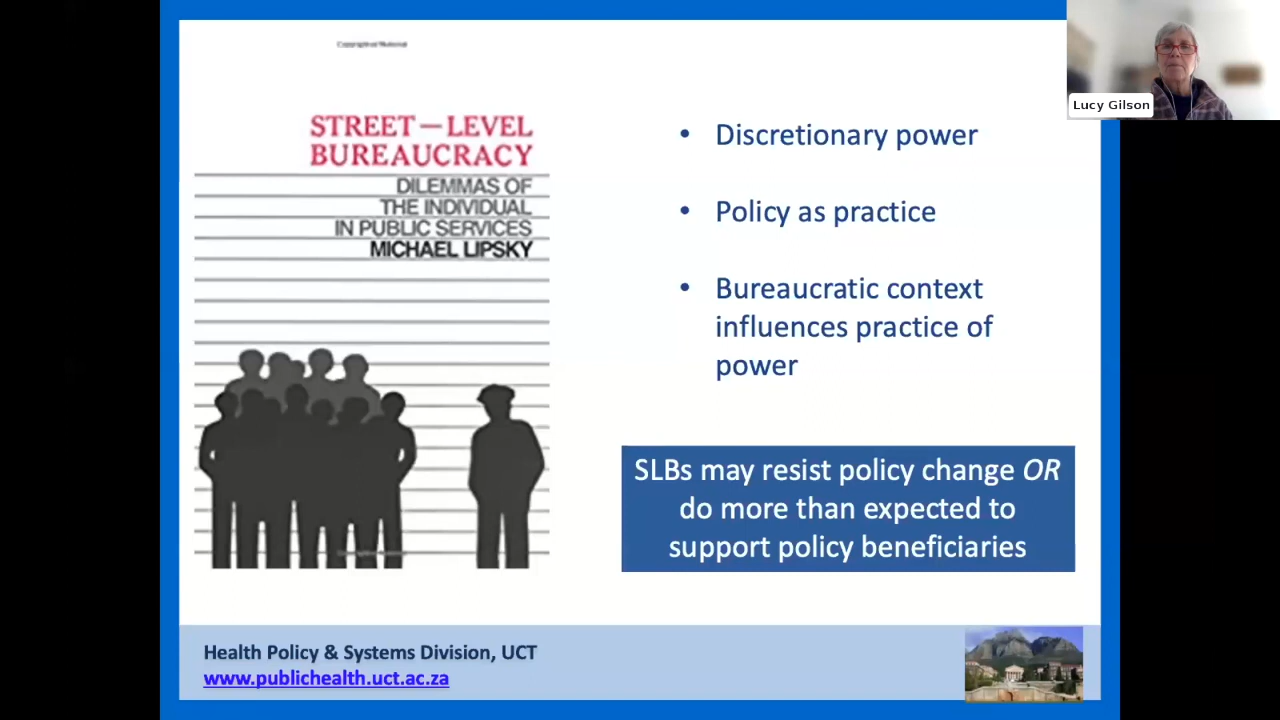 Copyrighted Material
STREET—LEVEL
BUREAUCRACY
DILEMMAS OF
THE INDIVIDUAL
IN PUBLIC SERVICES
MICHAEL LIPSKY
Lucy Gilson
• Discretionary power
• Policy as practice
• Bureaucratic context
influences practice of
power
SLBs may resist policy change OR
do more than expected to
support policy beneficiaries
Health Policy & Systems Division, UCT
www.publichealth.uct.ac.za